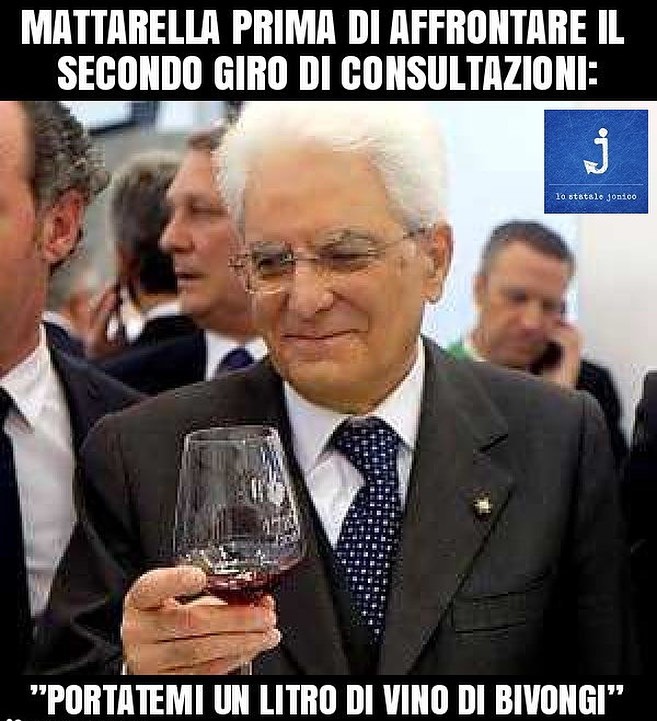 MATTARELLA PRIMA DI AFFRONTARE IL
SECONDO GIRO DI CONSULTAZIONI:
j
lo statale jonico
"PORTATEMI UN LITRO DI VINO DI BIVONGI"